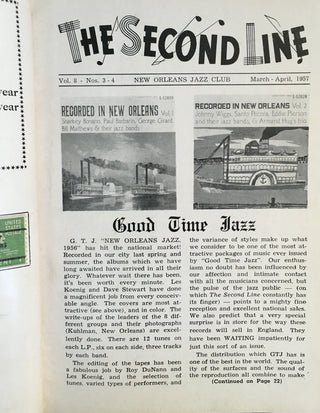 THE SECOND LINE
Vol. 8 - Nos. 3-4 NEW ORLEANS JAZZ CLUB March - April, 1957
year
year
L-12019
RECORDED IN NEW ORLEANS Vol. 1
Sharkey Bonano, Paul Barbarin, George Girard,
Bill Matthews & their jazz bands
L-12020
RECORDED IN NEW ORLEANS Vol. 2
Johnny Wiggs, Santo Pecora, Eddie Pierson
and their jazz bands, & Armand Hug's trio
UNITED
STATES
ENT
Good Time Jazz
G. T. J. "NEW ORLEANS JAZZ,
1956" has hit the national market!
Recorded in our city last spring and
summer, the albums which we have
long awaited have arrived in all their
glory. Whatever wait there has been,
it's been worth every minute. Les
Koenig and Dave Stewart have done
a magnificent job from every conceiv-
able angle. The covers are most at-
tractive (see above), and in color. The
write-ups of the leaders of the 8 dif-
ferent groups and their photographs
(Kuhlman, New Orleans) are excel-
lently done. There are 12 tunes on
each L.P., six on each side, three tracks
by each band.
The editing of the tapes has been
a fabulous job by Roy DuNann and
Les Koenig, and the selection of
tunes, varied types of performers, and
the variance of styles make up what
we consider to be one of the most at-
tractive packages of music ever issued
by "Good Time Jazz". Our enthus-
iasm no doubt has been influenced by
our affection and intimate contact
with all the musicians concerned, but
the pulse of the jazz public — (on
which The Second Line constantly has
its finger) — points to a mighty fine
reception and excellent national sales.
We also predict that a very special
surprise is in store for the way these
records will sell in England. They
have been WAITING impatiently for
just this sort of an issue.
The distribution which GTJ has is
one of the best in the world. The qual-
ity of the surfaces and the sound of
the reproduction all combine to make
(Continued on Page 22)